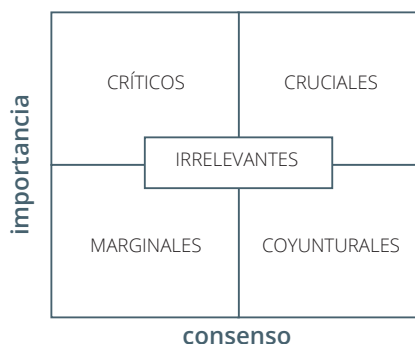 importancia
CRÍTICOS
CRUCIALES
IRRELEVANTES
MARGINALES
COYUNTURALES
consenso